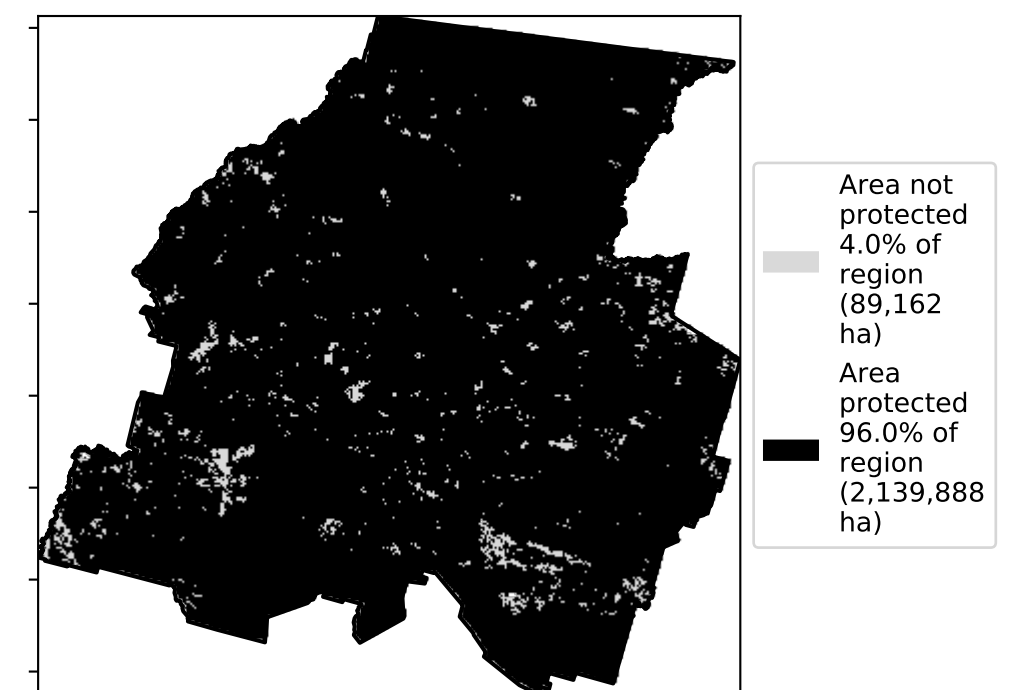 Area not
protected
4.0% of
region
(89,162
ha)
Area
protected
96.0% of
region
(2,139,888
ha)